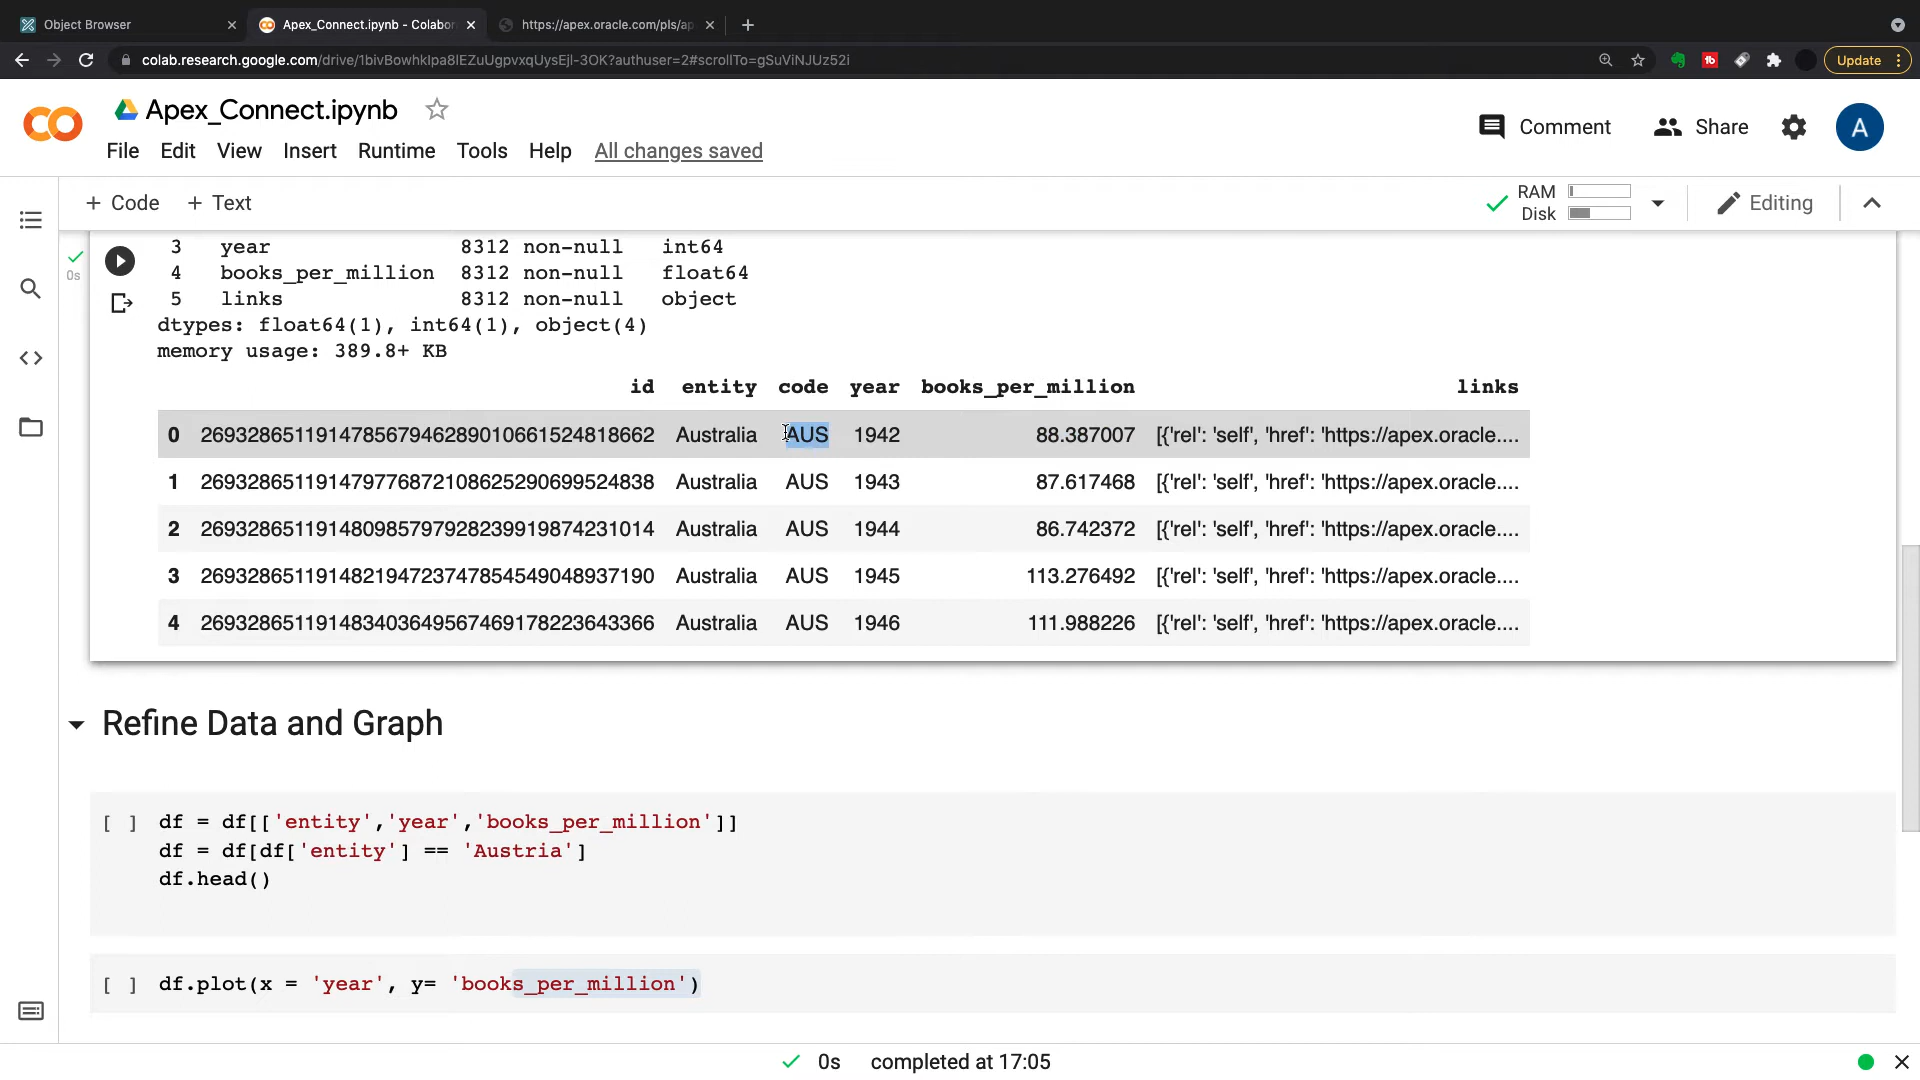 Object Browser
Apex_Connect.ipynb - Colabor
https://apex.oracle.com/pls/ap
colab.research.google.com/drive/1bivBowhkIpa8lEZuUgpvxqUysEjl-3OK?authuser=2#scrollTo=gSuViNJUz52i
Update
Apex_Connect.ipynb
Comment
Share
A
File Edit View Insert Runtime Tools Help All changes saved
+ Code + Text
RAM
Disk
Editing
0s
3 year 8312 non-null int64
4 books_per_million 8312 non-null float64
5 links 8312 non-null object
dtypes: float64(1), int64(1), object(4)
memory usage: 389.8+ KB
id entity code year books_per_million links
0 269328651191478567946289010661524818662 Australia AUS 1942 88.387007 [{'rel': 'self', 'href': 'https://apex.oracle....
1 269328651191479776872108625290699524838 Australia AUS 1943 87.617468 [{'rel': 'self', 'href': 'https://apex.oracle....
2 269328651191480985797928239919874231014 Australia AUS 1944 86.742372 [{'rel': 'self', 'href': 'https://apex.oracle....
3 269328651191482194723747854549048937190 Australia AUS 1945 113.276492 [{'rel': 'self', 'href': 'https://apex.oracle....
4 269328651191483403649567469178223643366 Australia AUS 1946 111.988226 [{'rel': 'self', 'href': 'https://apex.oracle....
Refine Data and Graph
[ ] df = df[['entity','year','books_per_million']]
df = df[df['entity'] == 'Austria']
df.head()
[ ] df.plot(x = 'year', y= 'books_per_million')
0s completed at 17:05